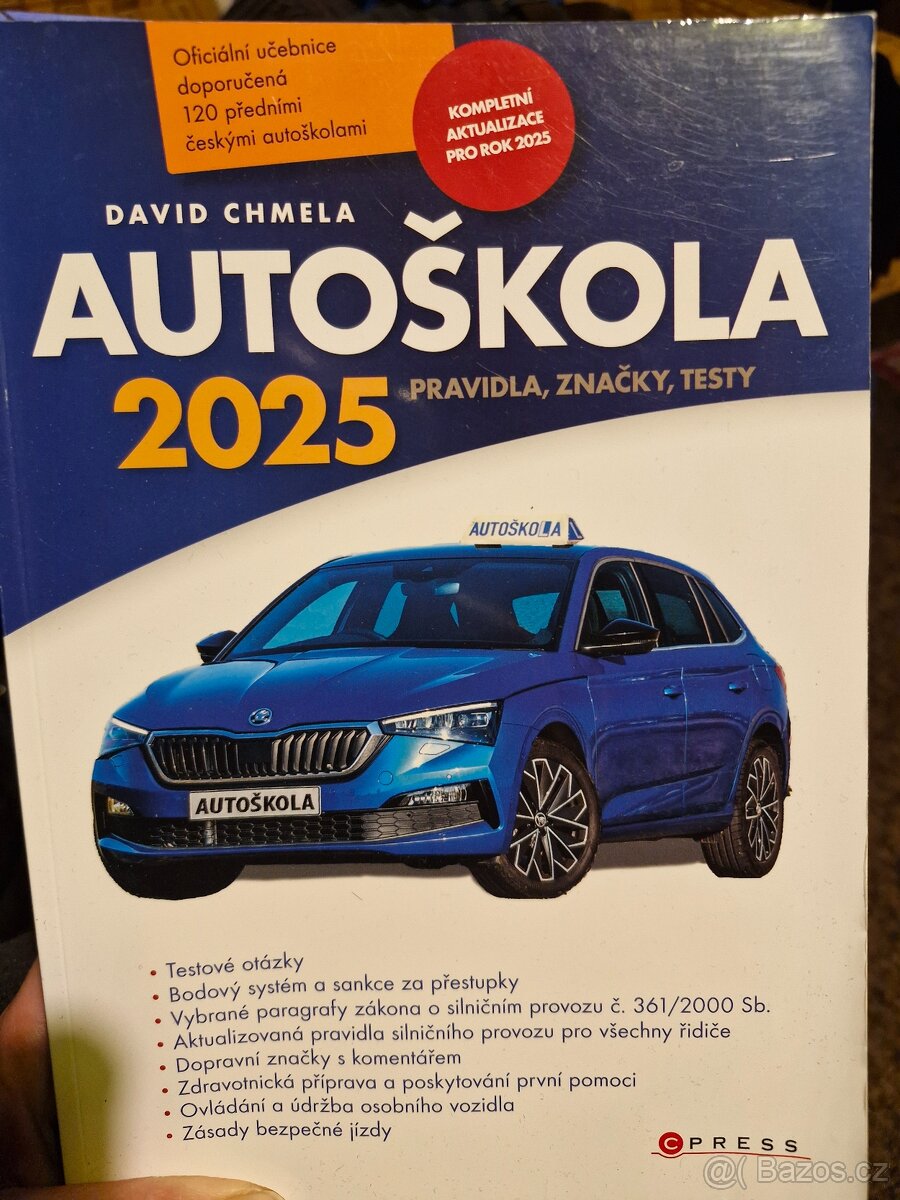 Oficiální učebnice
doporučená
120 předními
českými autoškolami
KOMPLETNÍ
AKTUALIZACE
PRO ROK 2025
DAVID CHMELA
AUTOŠKOLA
2025
PRAVIDLA, ZNAČKY, TESTY
AUTOŠKOLA
AUTOŠKOLA
• Testové otázky
• Bodový systém a sankce za přestupky
• Vybrané paragrafy zákona o silničním provozu č. 361/2000 Sb.
• Aktualizovaná pravidla silničního provozu pro všechny řidiče
• Dopravní značky s komentářem
• Zdravotnická příprava a poskytování první pomoci
• Ovládání a údržba osobního vozidla
• Zásady bezpečné jízdy
CPRESS
Bazos.cz